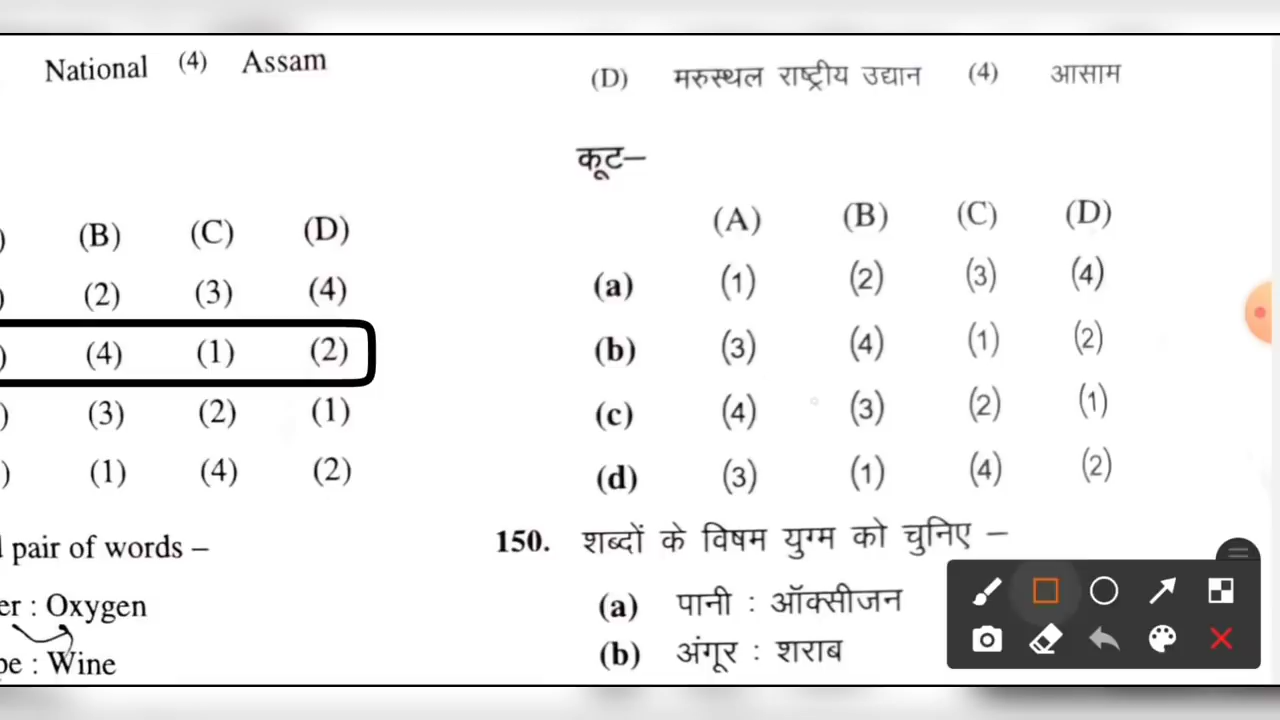 National (4) Assam
(B) (C) (D)
(2) (3) (4)
(4) (1) (2)
(3) (2) (1)
(1) (4) (2)
pair of words –
er : Oxygen
pe : Wine
(D) मरुस्थल राष्ट्रीय उद्यान (4) आसाम
कूट–
(A) (B) (C) (D)
(a) (1) (2) (3) (4)
(b) (3) (4) (1) (2)
(c) (4) (3) (2) (1)
(d) (3) (1) (4) (2)
150. शब्दों के विषम युग्म को चुनिए –
(a) पानी : ऑक्सीजन
(b) अंगूर : शराब